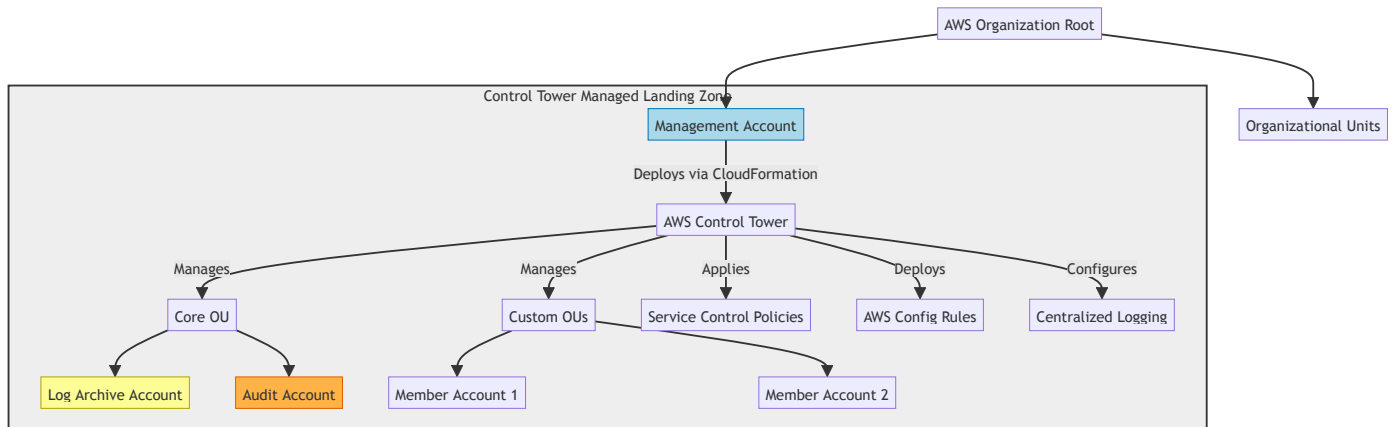 AWS Organization Root
Control Tower Managed Landing Zone
Management Account
Organizational Units
Deploys via CloudFormation
AWS Control Tower
Manages
Manages
Applies
Deploys
Configures
Core OU
Custom OUs
Service Control Policies
AWS Config Rules
Centralized Logging
Log Archive Account
Audit Account
Member Account 1
Member Account 2